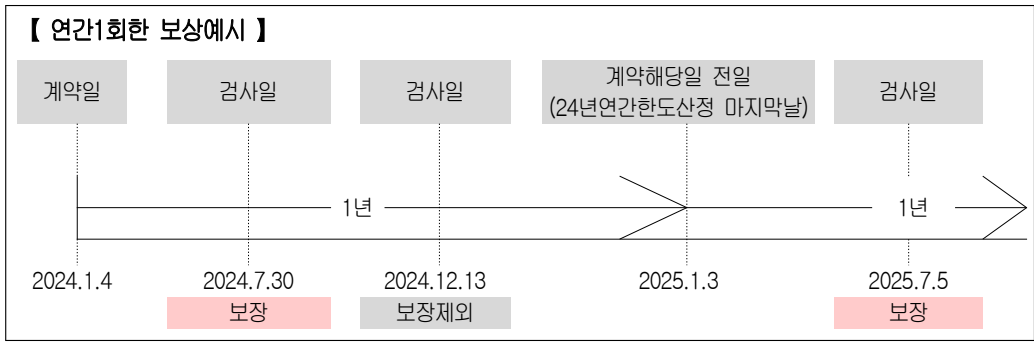 【 연간1회한 보상예시 】
계약일
검사일
검사일
계약해당일 전일
(24년연간한도산정 마지막날)
검사일
1년
1년
2024.1.4
2024.7.30
2024.12.13
2025.1.3
2025.7.5
보장
보장제외
보장